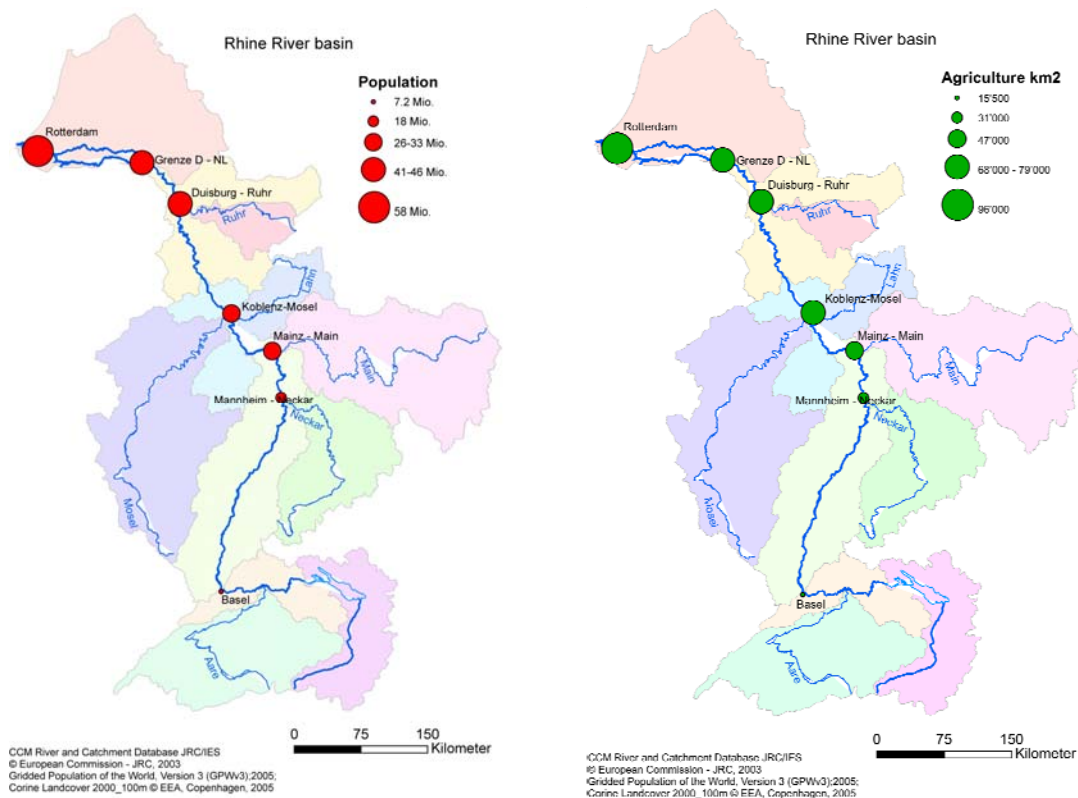 Rhine River basin
Population
7.2 Mio.
18 Mio.
26-33 Mio.
41-46 Mio.
58 Mio.
Rotterdam
Grenze D - NL
Duisburg - Ruhr
Ruhr
Lahn
Koblenz-Mosel
Mainz - Main
Main
Mannheim - Neckar
Neckar
Mosel
Basel
Aare
0 75 150
Kilometer
CCM River and Catchment Database JRC/IES
© European Commission - JRC, 2003
Gridded Population of the World, Version 3 (GPWv3);2005;
Corine Landcover 2000_100m © EEA, Copenhagen, 2005
Rhine River basin
Agriculture km2
15'500
31'000
47'000
68'000 - 79'000
96'000
Rotterdam
Grenze D - NL
Duisburg - Ruhr
Ruhr
Lahn
Koblenz-Mosel
Mainz - Main
Main
Mannheim - Neckar
Neckar
Mosel
Basel
Aare
0 75 150
Kilometer
CCM River and Catchment Database JRC/IES
© European Commission - JRC, 2003
Gridded Population of the World, Version 3 (GPWv3);2005;
Corine Landcover 2000_100m © EEA, Copenhagen, 2005